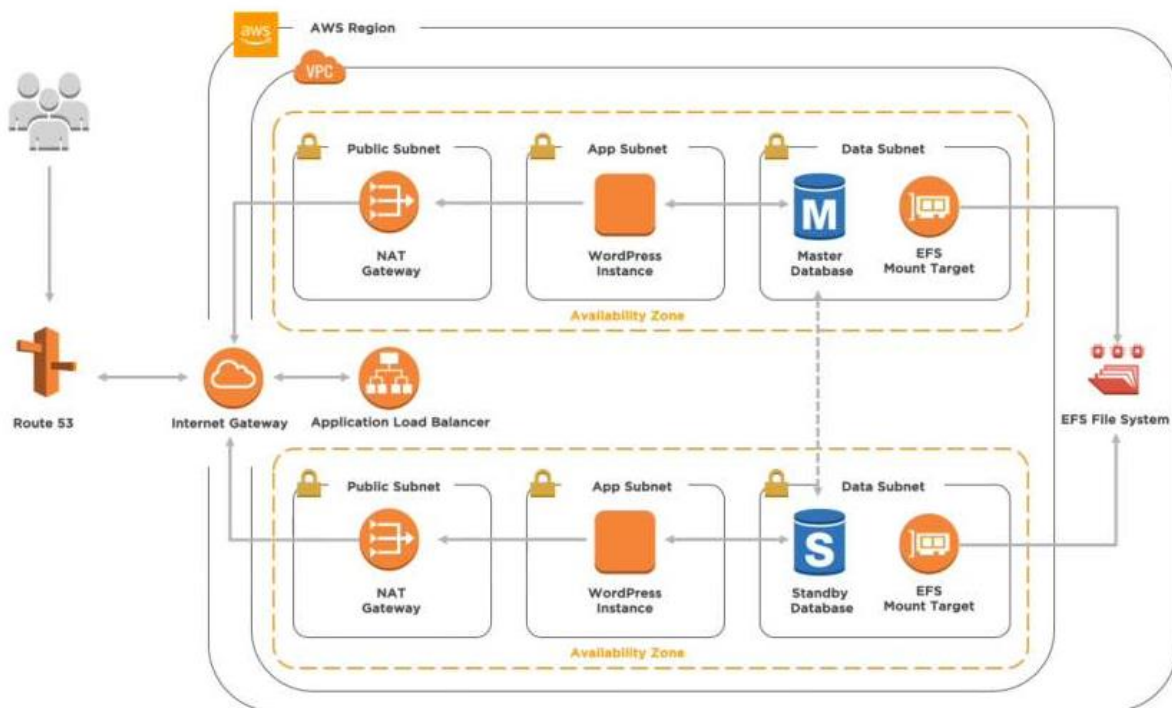 aws
AWS Region
VPC
Public Subnet
App Subnet
Data Subnet
M
NAT
Gateway
WordPress
Instance
Master
Database
EFS
Mount Target
Availability Zone
Route 53
Internet Gateway
Application Load Balancer
EFS File System
Public Subnet
App Subnet
Data Subnet
S
NAT
Gateway
WordPress
Instance
Standby
Database
EFS
Mount Target
Availability Zone